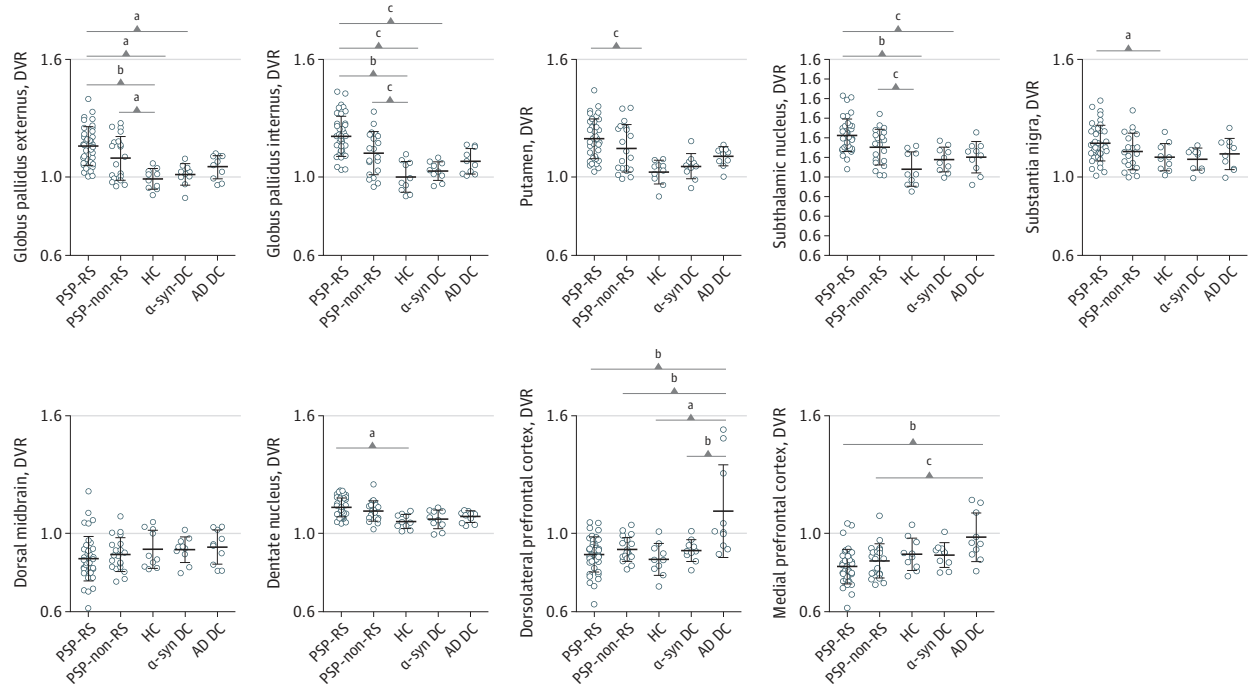 a
a
b
a
Globus pallidus externus, DVR
1.6
1.0
0.6
PSP-RS
PSP-non-RS
HC
α-syn DC
AD DC
c
c
b
c
Globus pallidus internus, DVR
1.6
1.0
0.6
PSP-RS
PSP-non-RS
HC
α-syn DC
AD DC
c
Putamen, DVR
1.6
1.0
0.6
PSP-RS
PSP-non-RS
HC
α-syn DC
AD DC
c
b
c
Subthalamic nucleus, DVR
1.6
1.6
1.6
1.6
1.6
1.6
1.0
0.6
0.6
0.6
0.6
PSP-RS
PSP-non-RS
HC
α-syn DC
AD DC
a
Substantia nigra, DVR
1.6
1.0
0.6
PSP-RS
PSP-non-RS
HC
α-syn DC
AD DC
Dorsal midbrain, DVR
1.6
1.0
0.6
PSP-RS
PSP-non-RS
HC
α-syn DC
AD DC
a
Dentate nucleus, DVR
1.6
1.0
0.6
PSP-RS
PSP-non-RS
HC
α-syn DC
AD DC
b
b
a
b
Dorsolateral prefrontal cortex, DVR
1.6
1.0
0.6
PSP-RS
PSP-non-RS
HC
α-syn DC
AD DC
b
c
Medial prefrontal cortex, DVR
1.6
1.0
0.6
PSP-RS
PSP-non-RS
HC
α-syn DC
AD DC